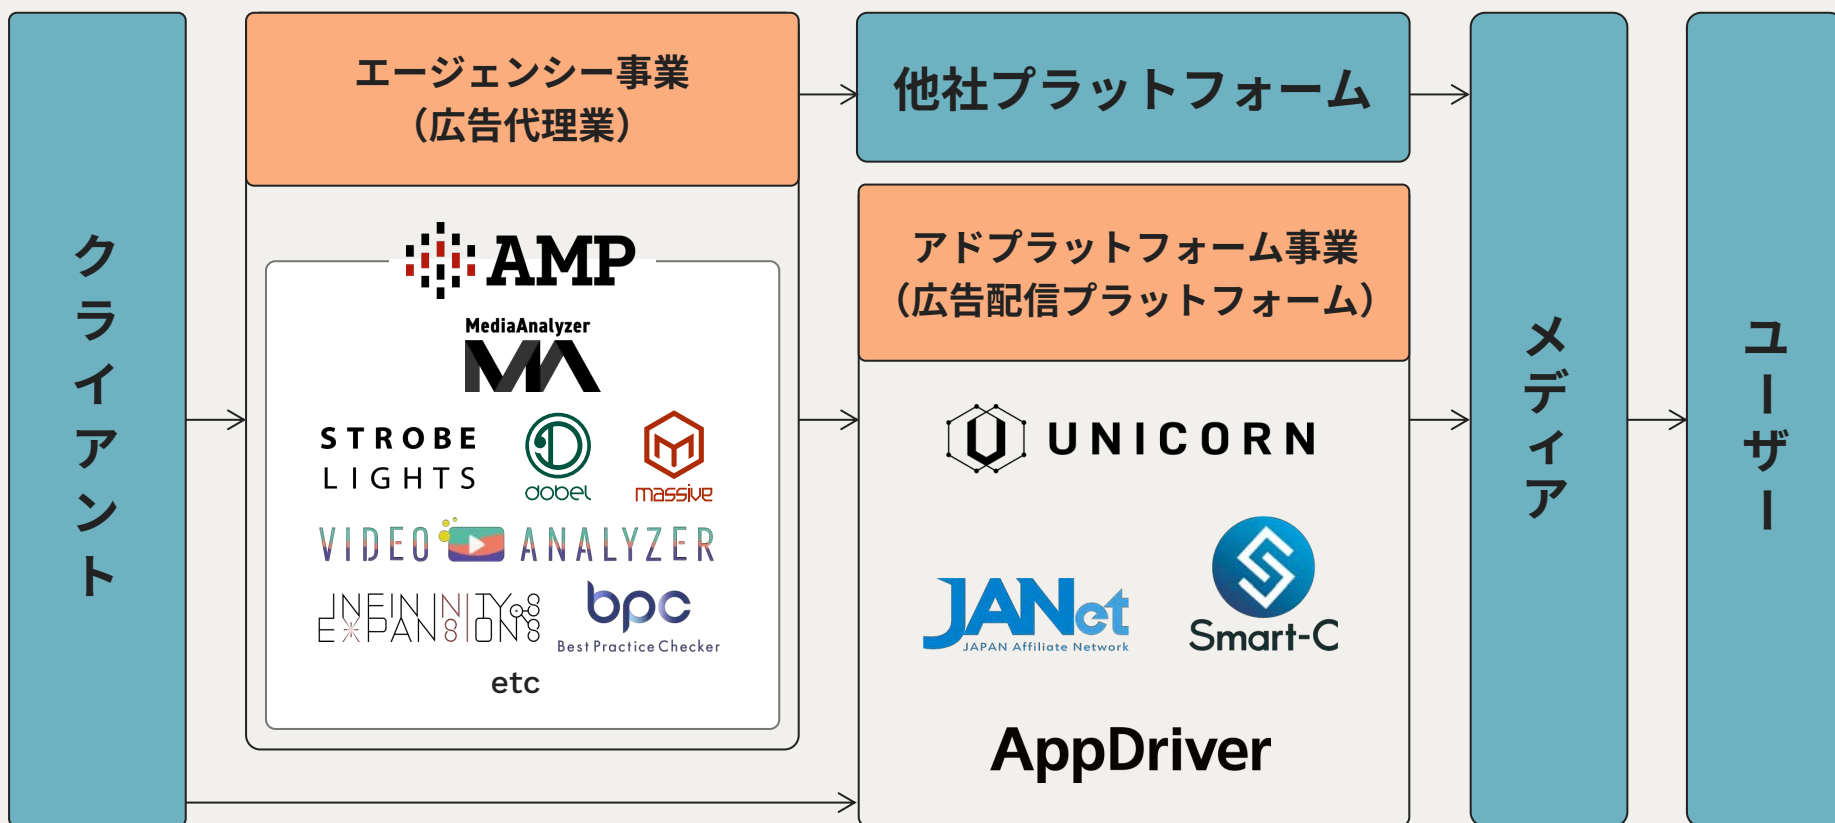 クライアント
エージェンシー事業
（広告代理業）
AMP
MediaAnalyzer
MA
STROBE
LIGHTS
dobel
massive
VIDEO ANALYZER
INFININITY
EXPAN8ION8
bpc
Best Practice Checker
etc
他社プラットフォーム
アドプラットフォーム事業
（広告配信プラットフォーム）
UNICORN
JANet
JAPAN Affiliate Network
Smart-C
AppDriver
メディア
ユーザー